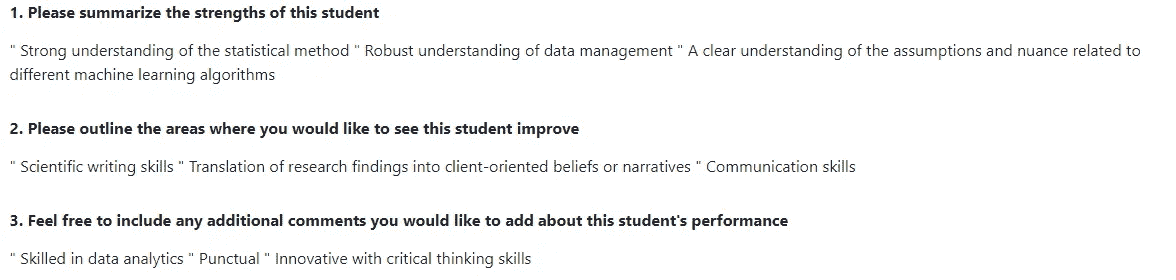 1. Please summarize the strengths of this student
" Strong understanding of the statistical method " Robust understanding of data management " A clear understanding of the assumptions and nuance related to
different machine learning algorithms
2. Please outline the areas where you would like to see this student improve
" Scientific writing skills " Translation of research findings into client-oriented beliefs or narratives " Communication skills
3. Feel free to include any additional comments you would like to add about this student's performance
" Skilled in data analytics " Punctual " Innovative with critical thinking skills